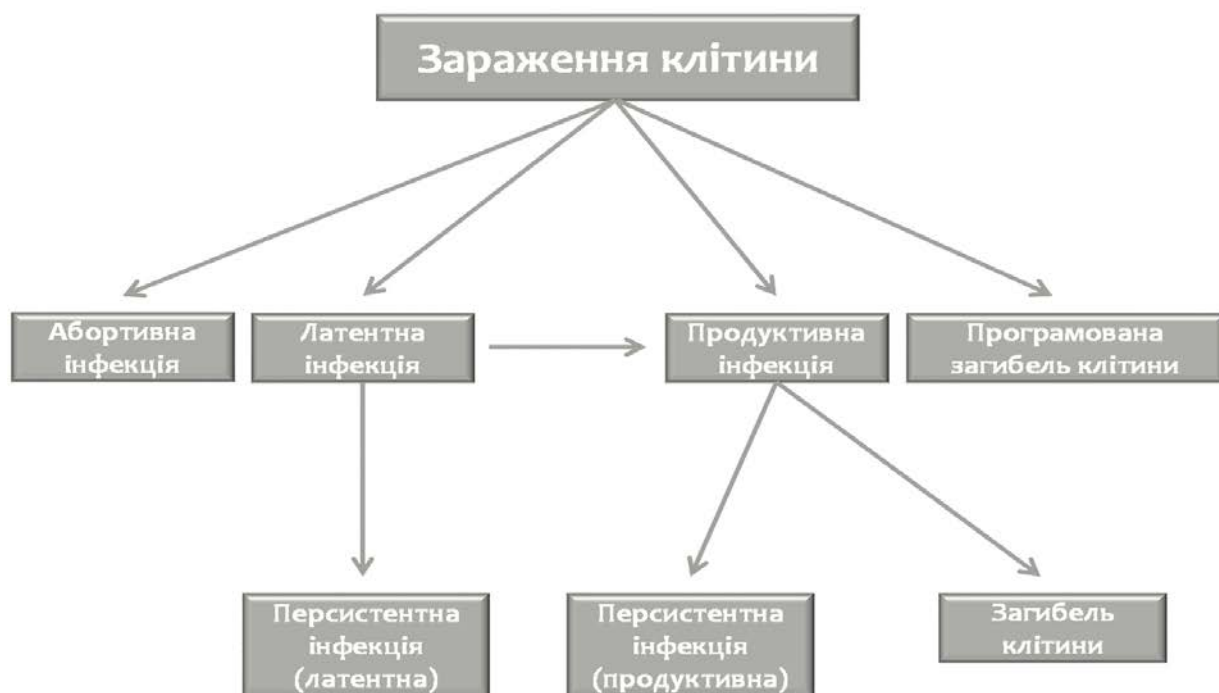 Зараження клітини
Абортивна
інфекція
Латентна
інфекція
Продуктивна
інфекція
Програмована
загибель клітини
Персистентна
інфекція
(латентна)
Персистентна
інфекція
(продуктивна)
Загибель
клітини